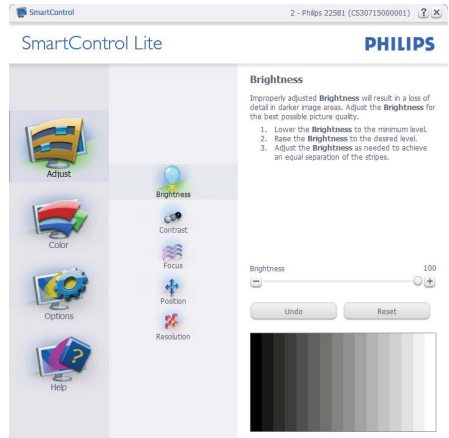 SmartControl
2 - Philips 225B1 (CS30715000001) ? X
SmartControl Lite
PHILIPS
Adjust
Color
Options
Help
Brightness
Contrast
Focus
Position
Resolution
Brightness
Improperly adjusted Brightness will result in a loss of
detail in darker image areas. Adjust the Brightness for
the best possible picture quality.
1. Lower the Brightness to the minimum level.
2. Raise the Brightness to the desired level.
3. Adjust the Brightness as needed to achieve
an equal separation of the stripes.
Brightness 100
Undo Reset